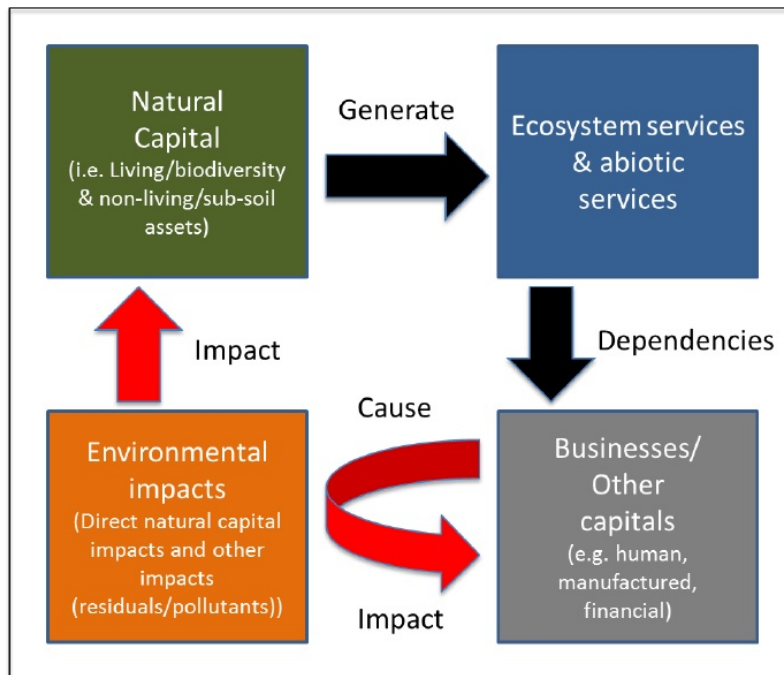 Natural
Capital
(i.e. Living/biodiversity
& non-living/sub-soil
assets)
Generate
Ecosystem services
& abiotic
services
Impact
Dependencies
Environmental
impacts
(Direct natural capital
impacts and other
impacts
(residuals/pollutants))
Cause
Impact
Businesses/
Other
capitals
(e.g. human,
manufactured,
financial)